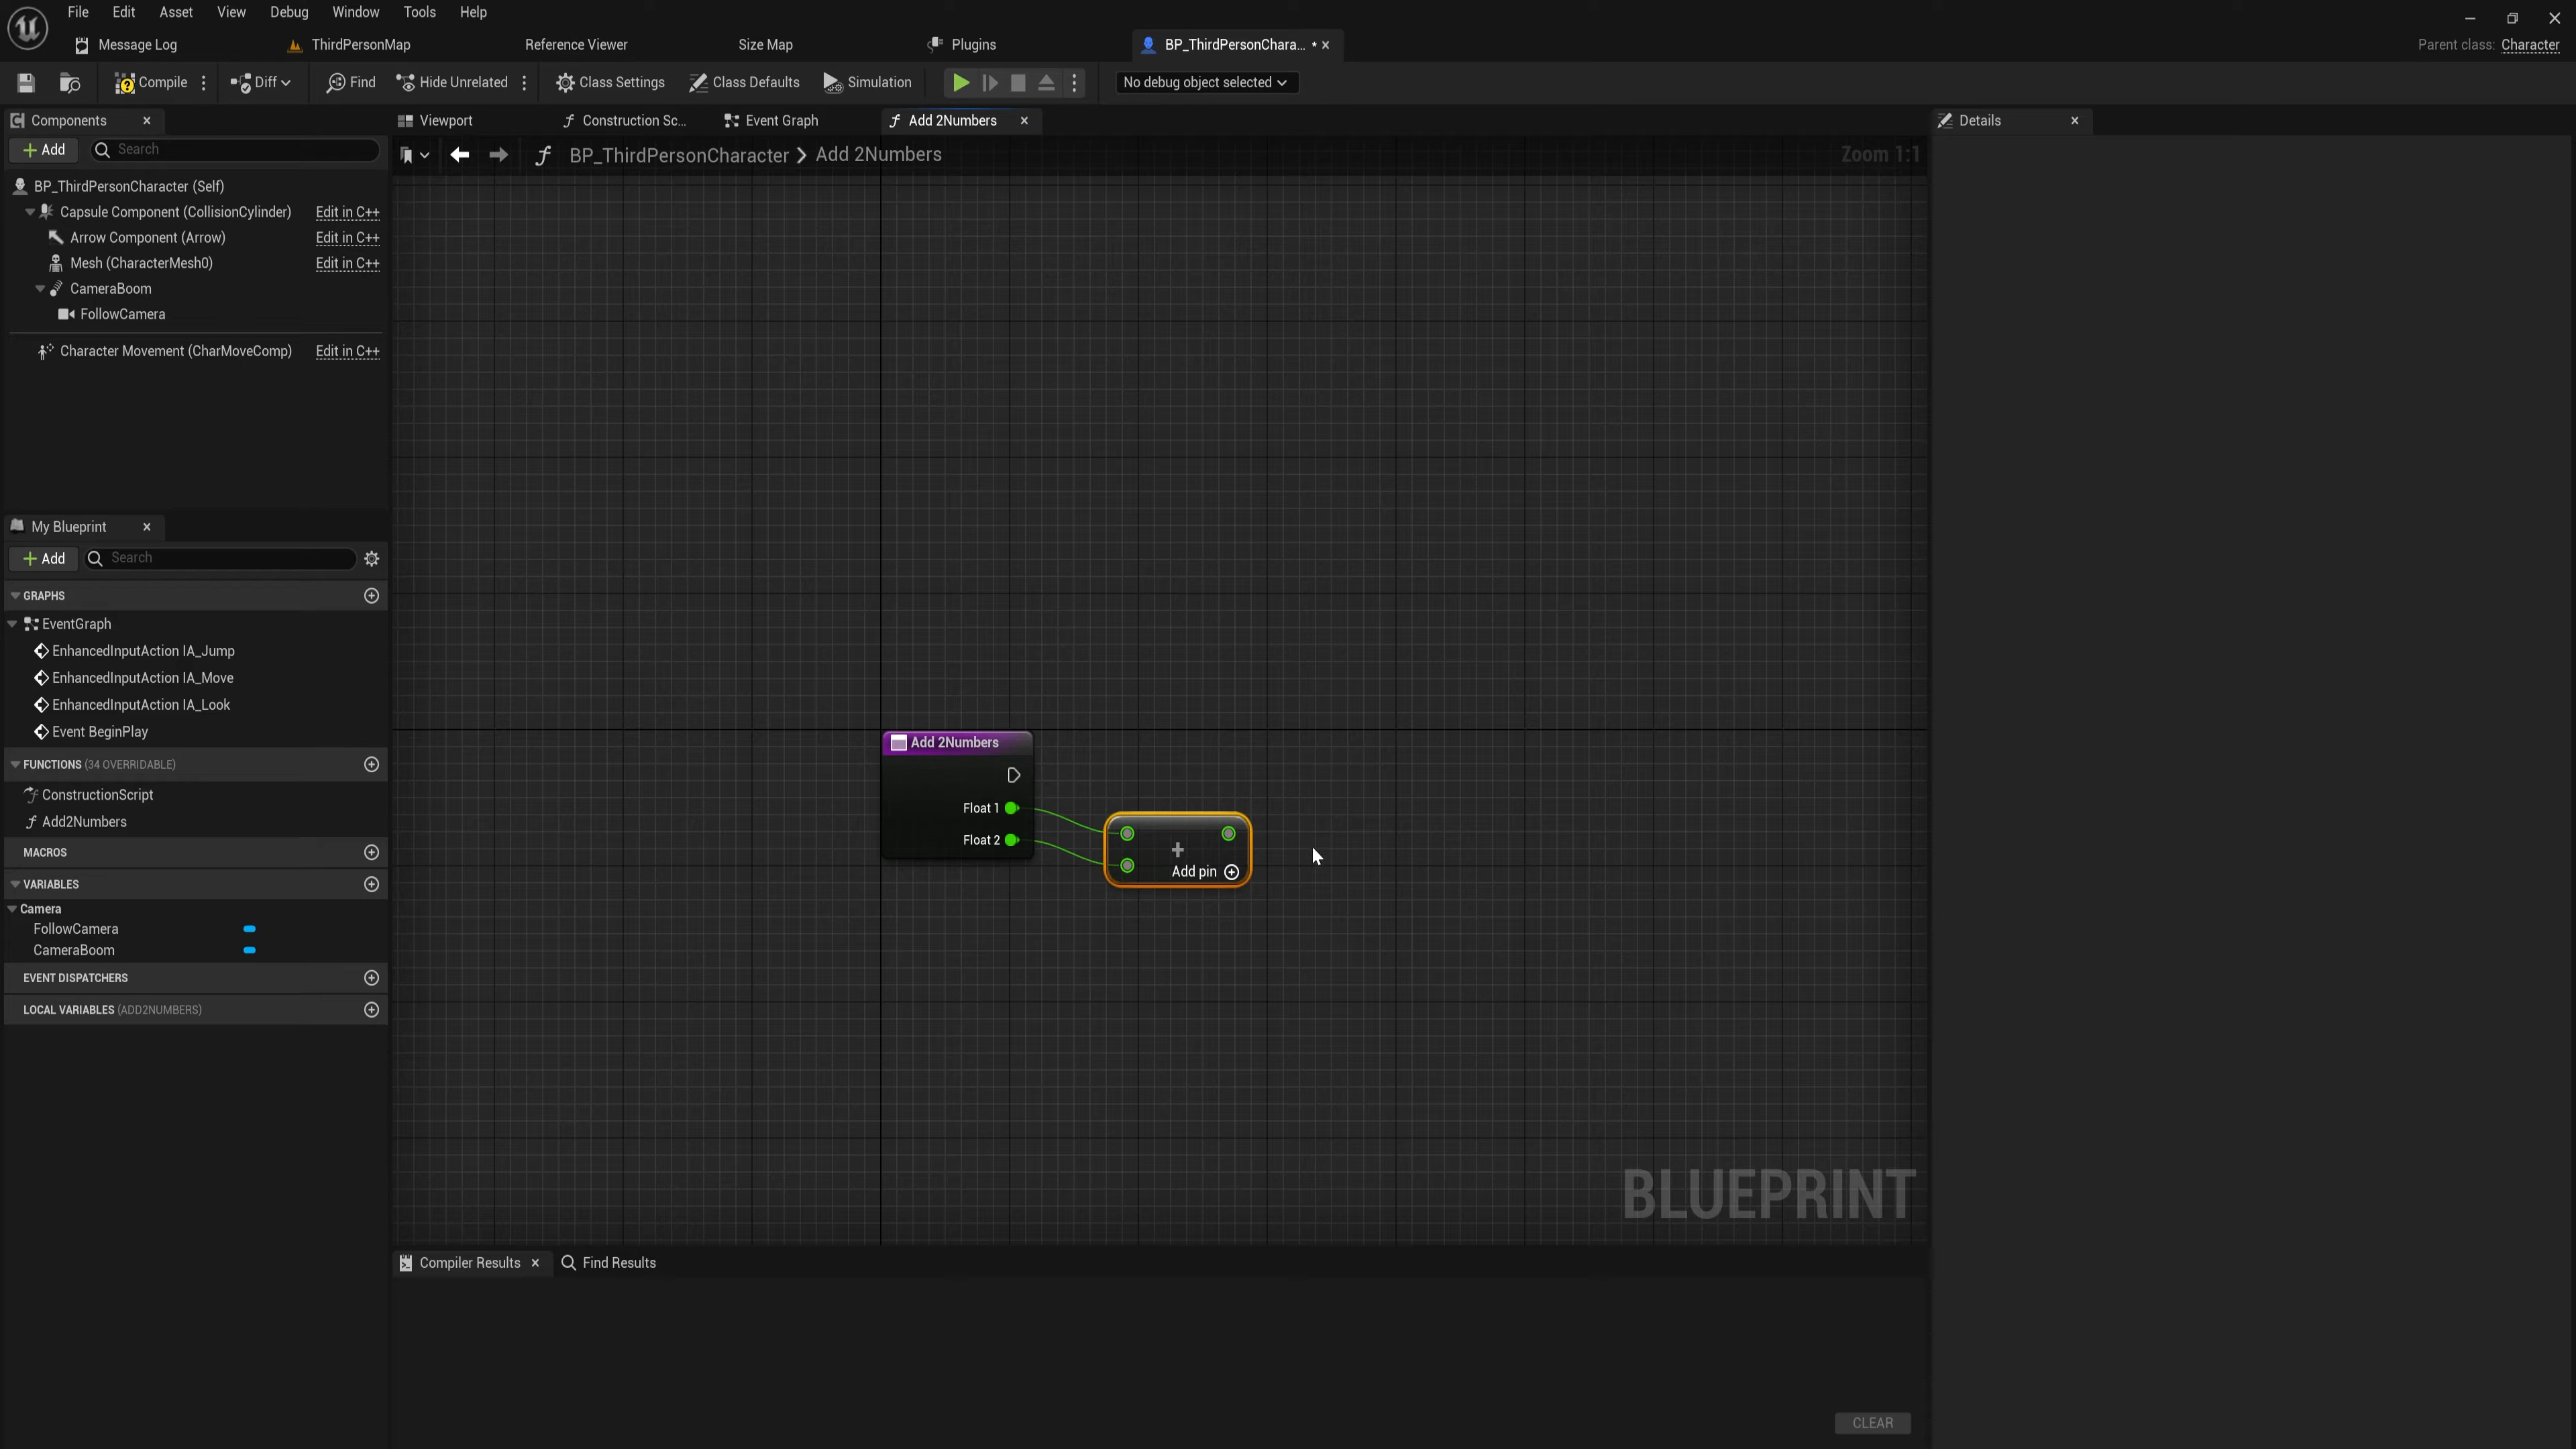 File Edit Asset View Debug Window Tools Help
Message Log ThirdPersonMap Reference Viewer Size Map Plugins BP_ThirdPersonChara... * Parent class: Character
Compile Diff Find Hide Unrelated Class Settings Class Defaults Simulation No debug object selected
Components Viewport Construction Sc... Event Graph Add 2Numbers Details
+ Add Search BP_ThirdPersonCharacter > Add 2Numbers Zoom 1:1
BP_ThirdPersonCharacter (Self)
Capsule Component (CollisionCylinder) Edit in C++
Arrow Component (Arrow) Edit in C++
Mesh (CharacterMesh0) Edit in C++
CameraBoom
FollowCamera
Character Movement (CharMoveComp) Edit in C++
My Blueprint
+ Add Search
GRAPHS
EventGraph
EnhancedInputAction IA_Jump
EnhancedInputAction IA_Move
EnhancedInputAction IA_Look
Event BeginPlay
FUNCTIONS (34 OVERRIDABLE)
ConstructionScript
Add2Numbers
MACROS
VARIABLES
Camera
FollowCamera
CameraBoom
EVENT DISPATCHERS
LOCAL VARIABLES (ADD2NUMBERS)
Add 2Numbers
Float 1
Float 2
+
Add pin
BLUEPRINT
Compiler Results Find Results
CLEAR